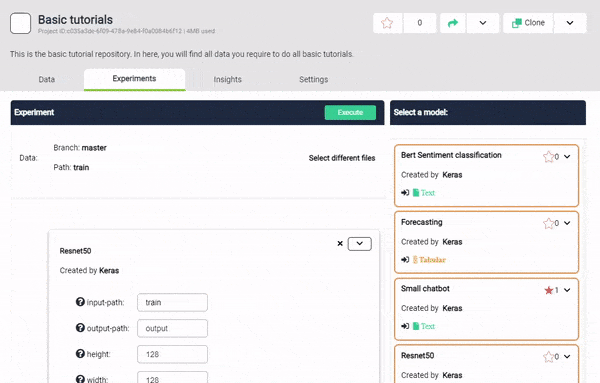 Basic tutorials
Project ID:c035a3de-6f09-478a-9e84-f0a0084b6f12 | 4MB used
0
Clone
This is the basic tutorial repository. In here, you will find all data you require to do all basic tutorials.
Data
Experiments
Insights
Settings
Experiment
Execute
Select a model:
Data:
Branch: master
Path: train
Select different files
Resnet50
Created by Keras
input-path:
train
output-path:
output
height:
128
width:
128
Bert Sentiment classification
0
Created by Keras
Text
Forecasting
0
Created by Keras
Tabular
Small chatbot
1
Created by Keras
Text
Resnet50
0
Created by Keras